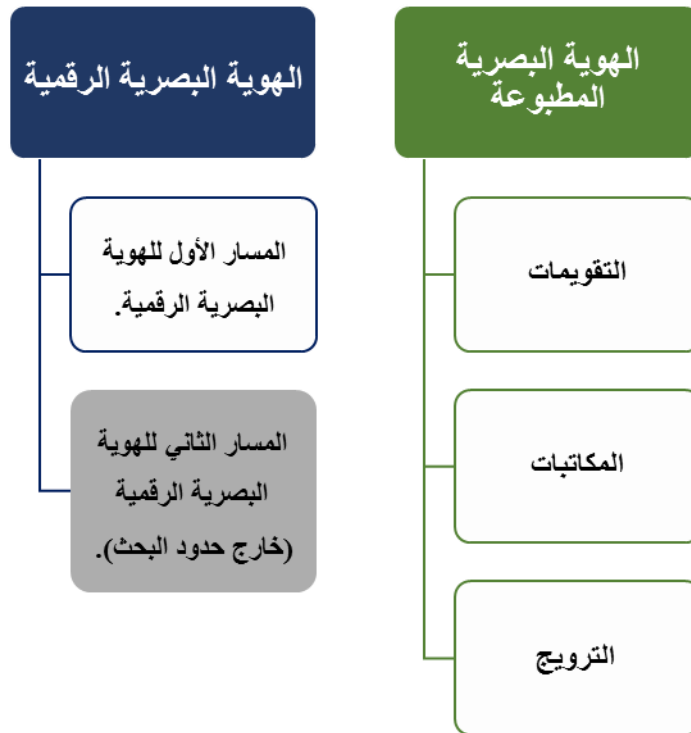 الهوية البصرية
المطبوعة
التقويمات
المكاتبات
الترويج
الهوية البصرية الرقمية
المسار الأول للهوية
البصرية الرقمية.
المسار الثاني للهوية
البصرية الرقمية
(خارج حدود البحث).